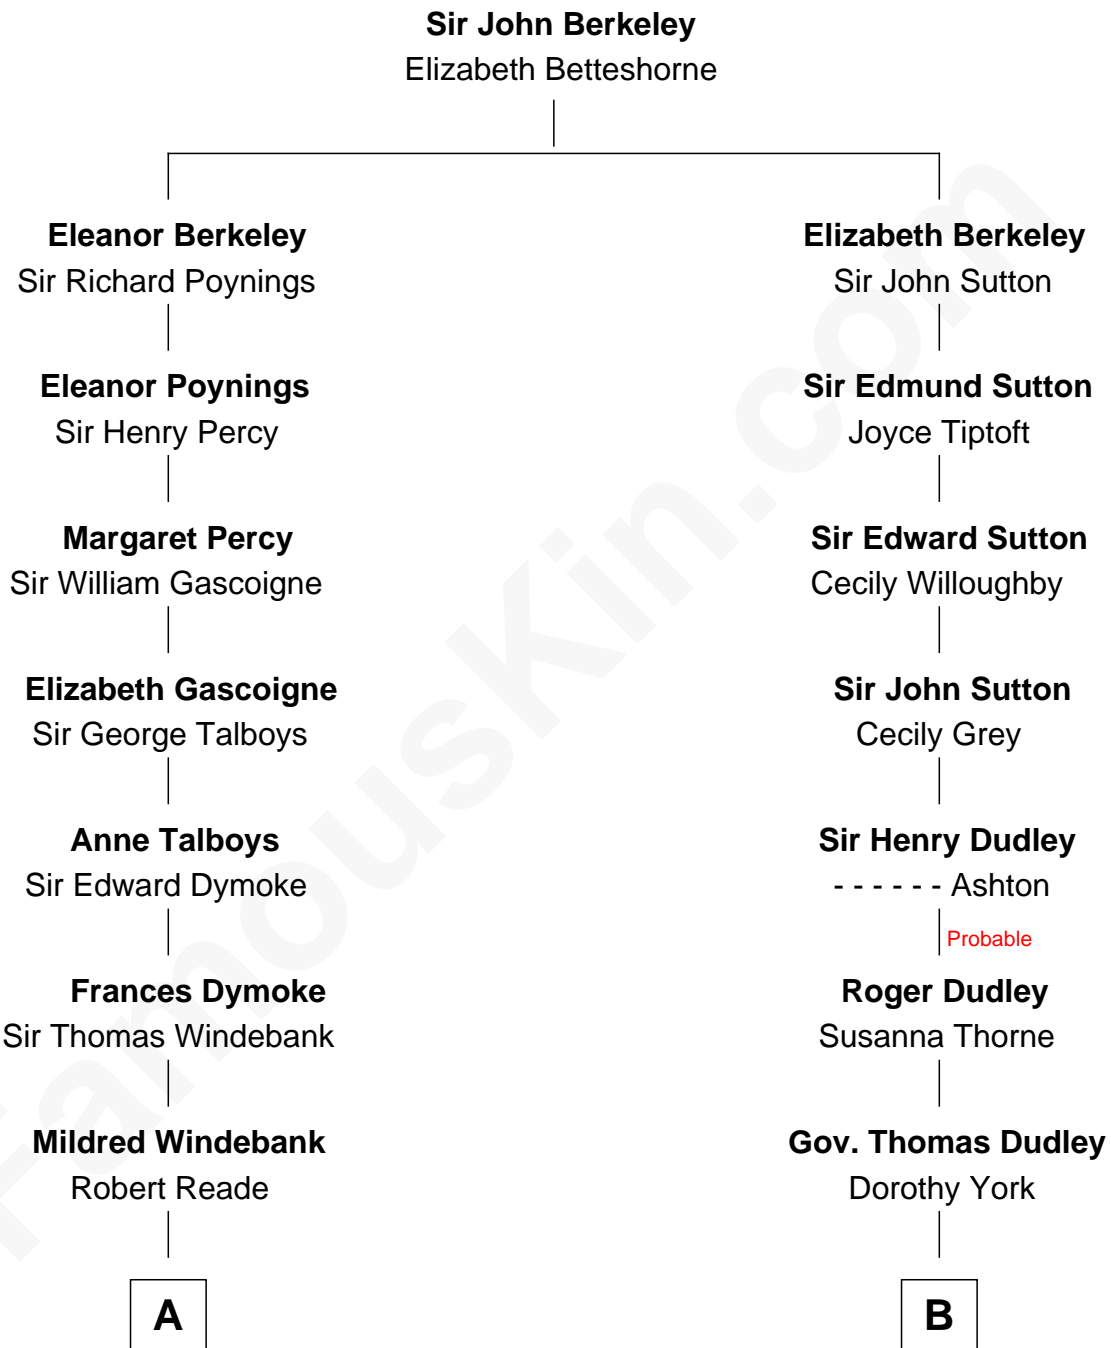 Sir John Berkeley
Elizabeth Betteshorne
Eleanor Berkeley
Sir Richard Poynings
Eleanor Poynings
Sir Henry Percy
Margaret Percy
Sir William Gascoigne
Elizabeth Gascoigne
Sir George Talboys
Anne Talboys
Sir Edward Dymoke
Frances Dymoke
Sir Thomas Windebank
Mildred Windebank
Robert Reade
A
Elizabeth Berkeley
Sir John Sutton
Sir Edmund Sutton
Joyce Tiptoft
Sir Edward Sutton
Cecily Willoughby
Sir John Sutton
Cecily Grey
Sir Henry Dudley
- - - - - - Ashton
Probable
Roger Dudley
Susanna Thorne
Gov. Thomas Dudley
Dorothy York
B
FamousKin.com